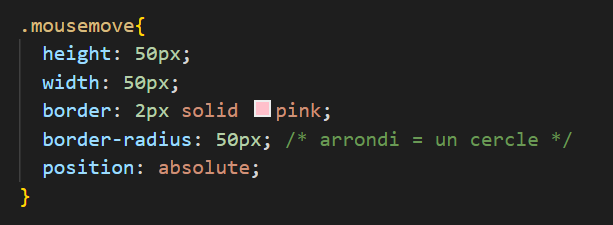 .mousemove{
height: 50px;
width: 50px;
border: 2px solid pink;
border-radius: 50px; /* arrondi = un cercle */
position: absolute;
}